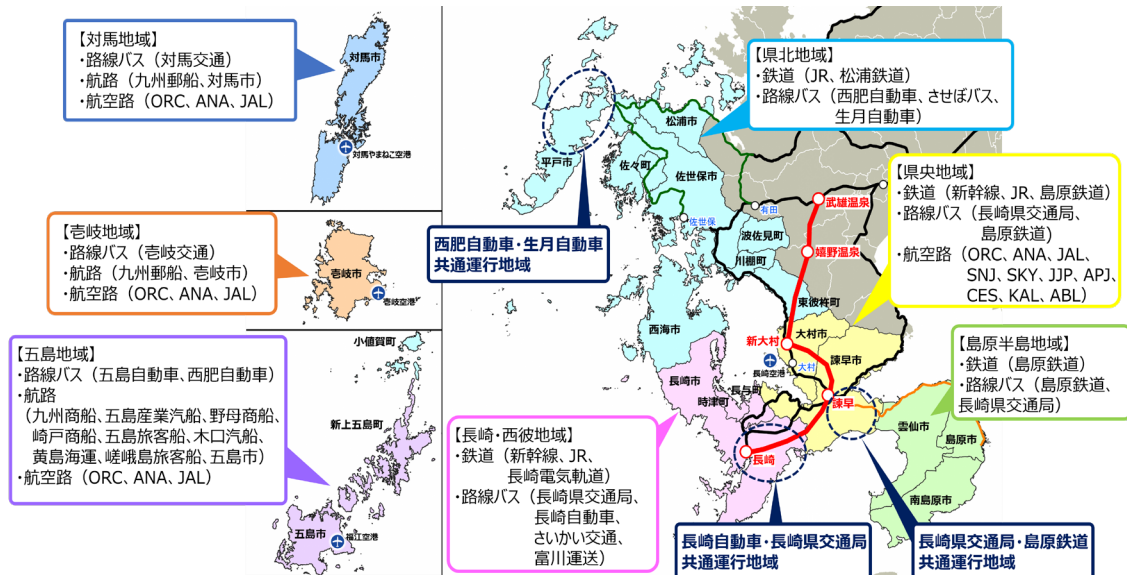 【対馬地域】
・路線バス（対馬交通）
・航路（九州郵船、対馬市）
・航空路（ORC、ANA、JAL）
対馬市
対馬やまねこ空港
【壱岐地域】
・路線バス（壱岐交通）
・航路（九州郵船、壱岐市）
・航空路（ORC、ANA、JAL）
壱岐市
壱岐空港
【五島地域】
・路線バス（五島自動車、西肥自動車）
・航路
（九州商船、五島産業汽船、野母商船、
崎戸商船、五島旅客船、木口汽船、
黄島海運、嵯峨島旅客船、五島市）
・航空路（ORC、ANA、JAL）
小値賀町
新上五島町
五島市
福江空港
【県北地域】
・鉄道（JR、松浦鉄道）
・路線バス（西肥自動車、させぼバス、
生月自動車）
松浦市
平戸市
佐々町
佐世保市
佐世保
有田
武雄温泉
波佐見町
嬉野温泉
川棚町
東彼杵町
西肥自動車・生月自動車
共通運行地域
【県央地域】
・鉄道（新幹線、JR、島原鉄道）
・路線バス（長崎県交通局、
島原鉄道）
・航空路（ORC、ANA、JAL、
SNJ、SKY、JJP、APJ、
CES、KAL、ABL）
西海市
新大村
大村市
長崎空港
大村
諫早市
諫早
長崎市
時津町
長与町
長崎
【島原半島地域】
・鉄道（島原鉄道）
・路線バス（島原鉄道、
長崎県交通局）
雲仙市
島原市
南島原市
【長崎・西彼地域】
・鉄道（新幹線、JR、
長崎電気軌道）
・路線バス（長崎県交通局、
長崎自動車、
さいかい交通、
富川運送）
長崎自動車・長崎県交通局
共通運行地域
長崎県交通局・島原鉄道
共通運行地域